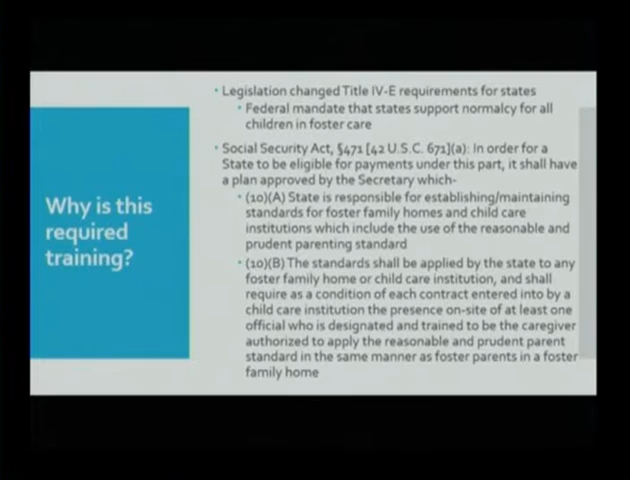 Why is this
required
training?
• Legislation changed Title IV-E requirements for states
• Federal mandate that states support normalcy for all
children in foster care
• Social Security Act, §471 [42 U.S.C. 671](a): In order for a
State to be eligible for payments under this part, it shall have
a plan approved by the Secretary which-
• (10)(A) State is responsible for establishing/maintaining
standards for foster family homes and child care
institutions which include the use of the reasonable and
prudent parenting standard
• (10)(B) The standards shall be applied by the state to any
foster family home or child care institution, and shall
require as a condition of each contract entered into by a
child care institution the presence on-site of at least one
official who is designated and trained to be the caregiver
authorized to apply the reasonable and prudent parent
standard in the same manner as foster parents in a foster
family home